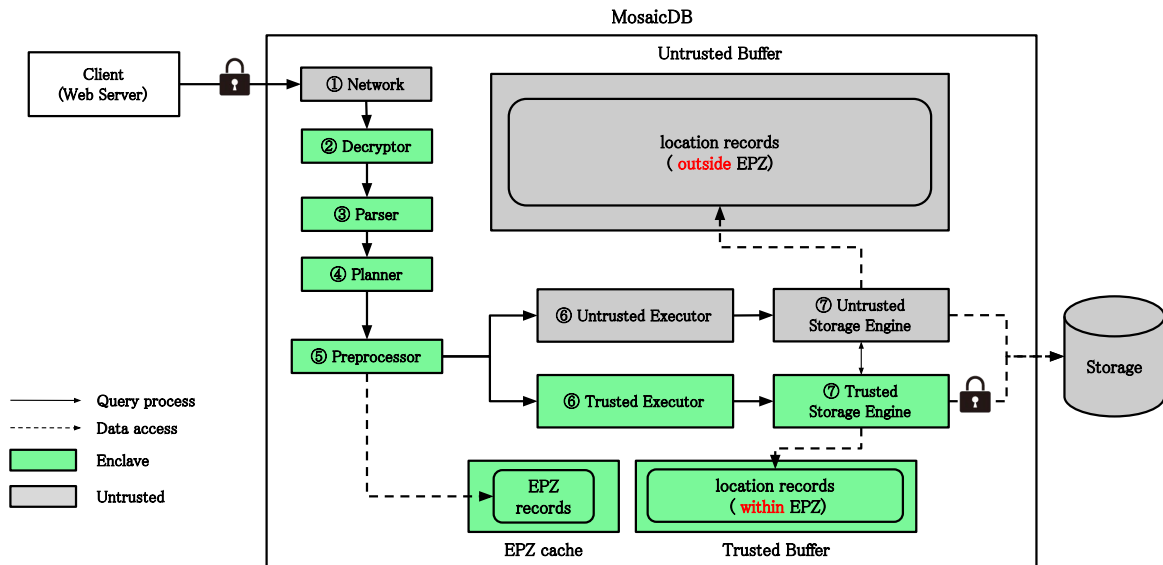 MosaicDB
Client
(Web Server)
① Network
② Decryptor
③ Parser
④ Planner
⑤ Preprocessor
Untrusted Buffer
location records
( outside EPZ)
⑥ Untrusted Executor
⑦ Untrusted
Storage Engine
⑥ Trusted Executor
⑦ Trusted
Storage Engine
Storage
Query process
Data access
Enclave
Untrusted
EPZ
records
EPZ cache
location records
( within EPZ)
Trusted Buffer